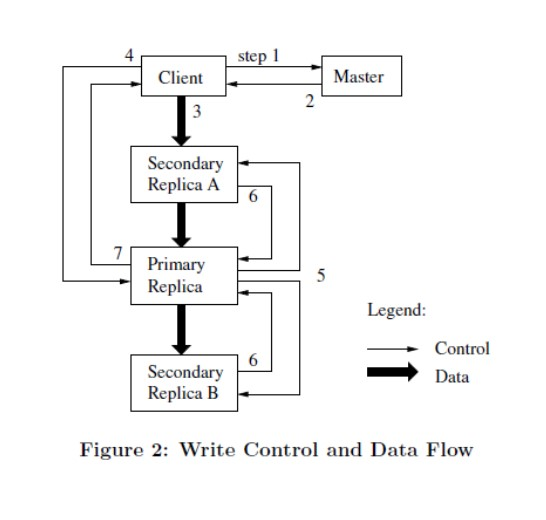 4
step 1
Client
Master
3
2
Secondary
Replica A
6
7
Primary
Replica
5
Legend:
6
Control
Secondary
Replica B
Data
Figure 2: Write Control and Data Flow